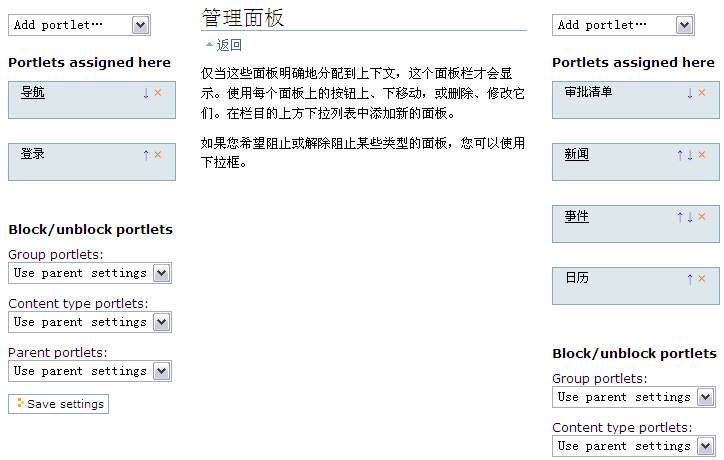 Add portlet…
Portlets assigned here
导航 ↓ ×
登录 ↑ ×
Block/unblock portlets
Group portlets:
Use parent settings
Content type portlets:
Use parent settings
Parent portlets:
Use parent settings
Save settings
管理面板
返回
仅当这些面板明确地分配到上下文，这个面板栏才会显
示。使用每个面板上的按钮上、下移动，或删除、修改它
们。在栏目的上方下拉列表中添加新的面板。
如果您希望阻止或解除阻止某些类型的面板，您可以使用
下拉框。
Add portlet…
Portlets assigned here
审批清单 ↓ ×
新闻 ↑ ↓ ×
事件 ↑ ↓ ×
日历 ↑ ×
Block/unblock portlets
Group portlets:
Use parent settings
Content type portlets:
Use parent settings